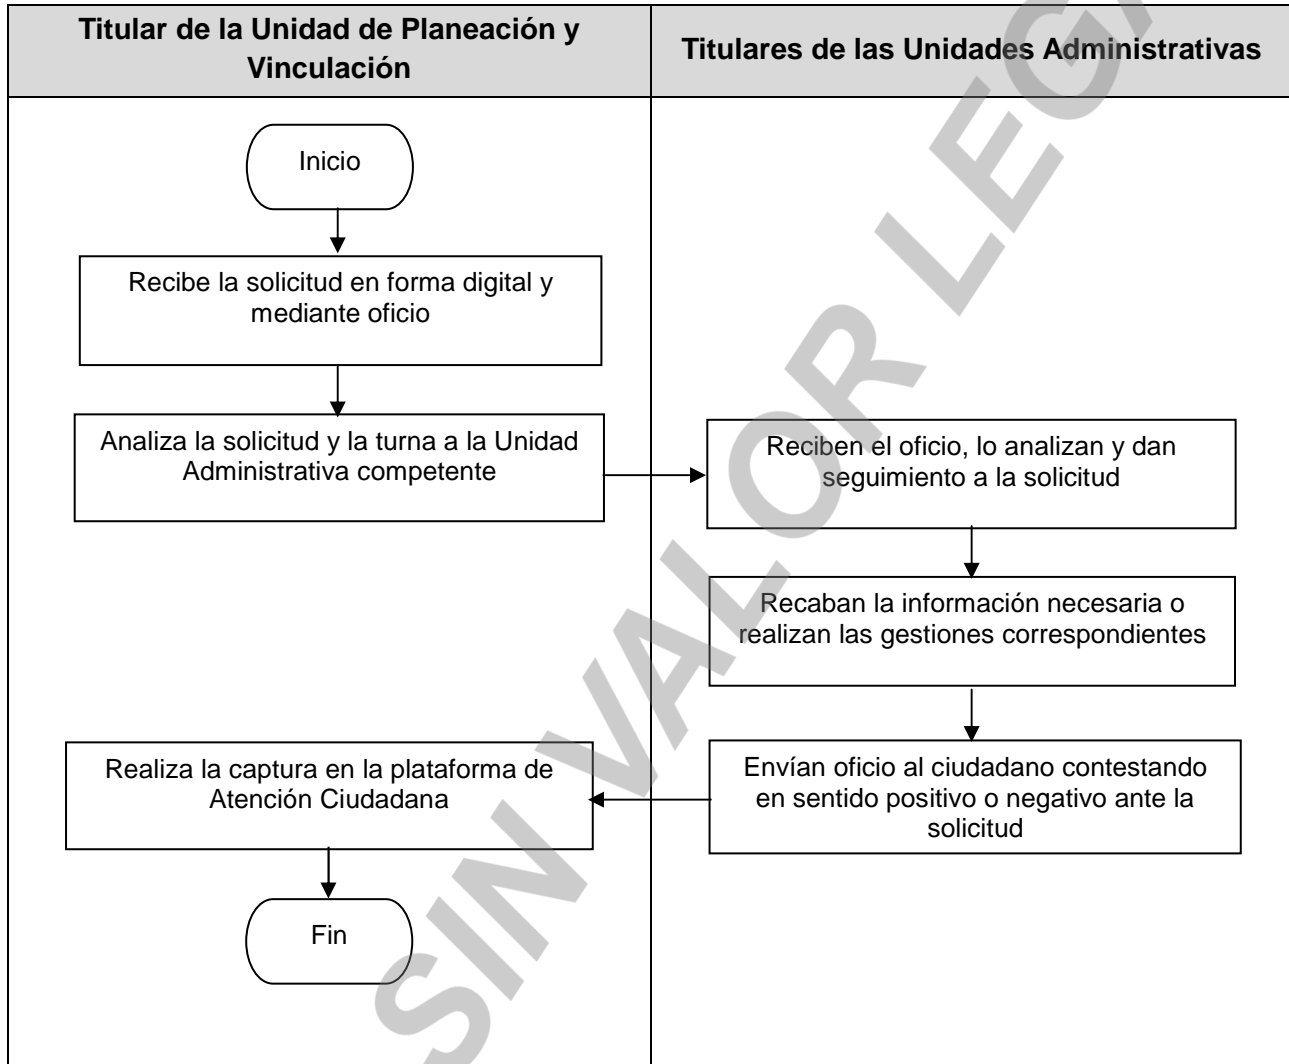 Titular de la Unidad de Planeación y
Vinculación
Titulares de las Unidades Administrativas
Inicio
Recibe la solicitud en forma digital y
mediante oficio
Analiza la solicitud y la turna a la Unidad
Administrativa competente
Reciben el oficio, lo analizan y dan
seguimiento a la solicitud
Recaban la información necesaria o
realizan las gestiones correspondientes
Envían oficio al ciudadano contestando
en sentido positivo o negativo ante la
solicitud
Realiza la captura en la plataforma de
Atención Ciudadana
Fin
SIN VALOR LEGA